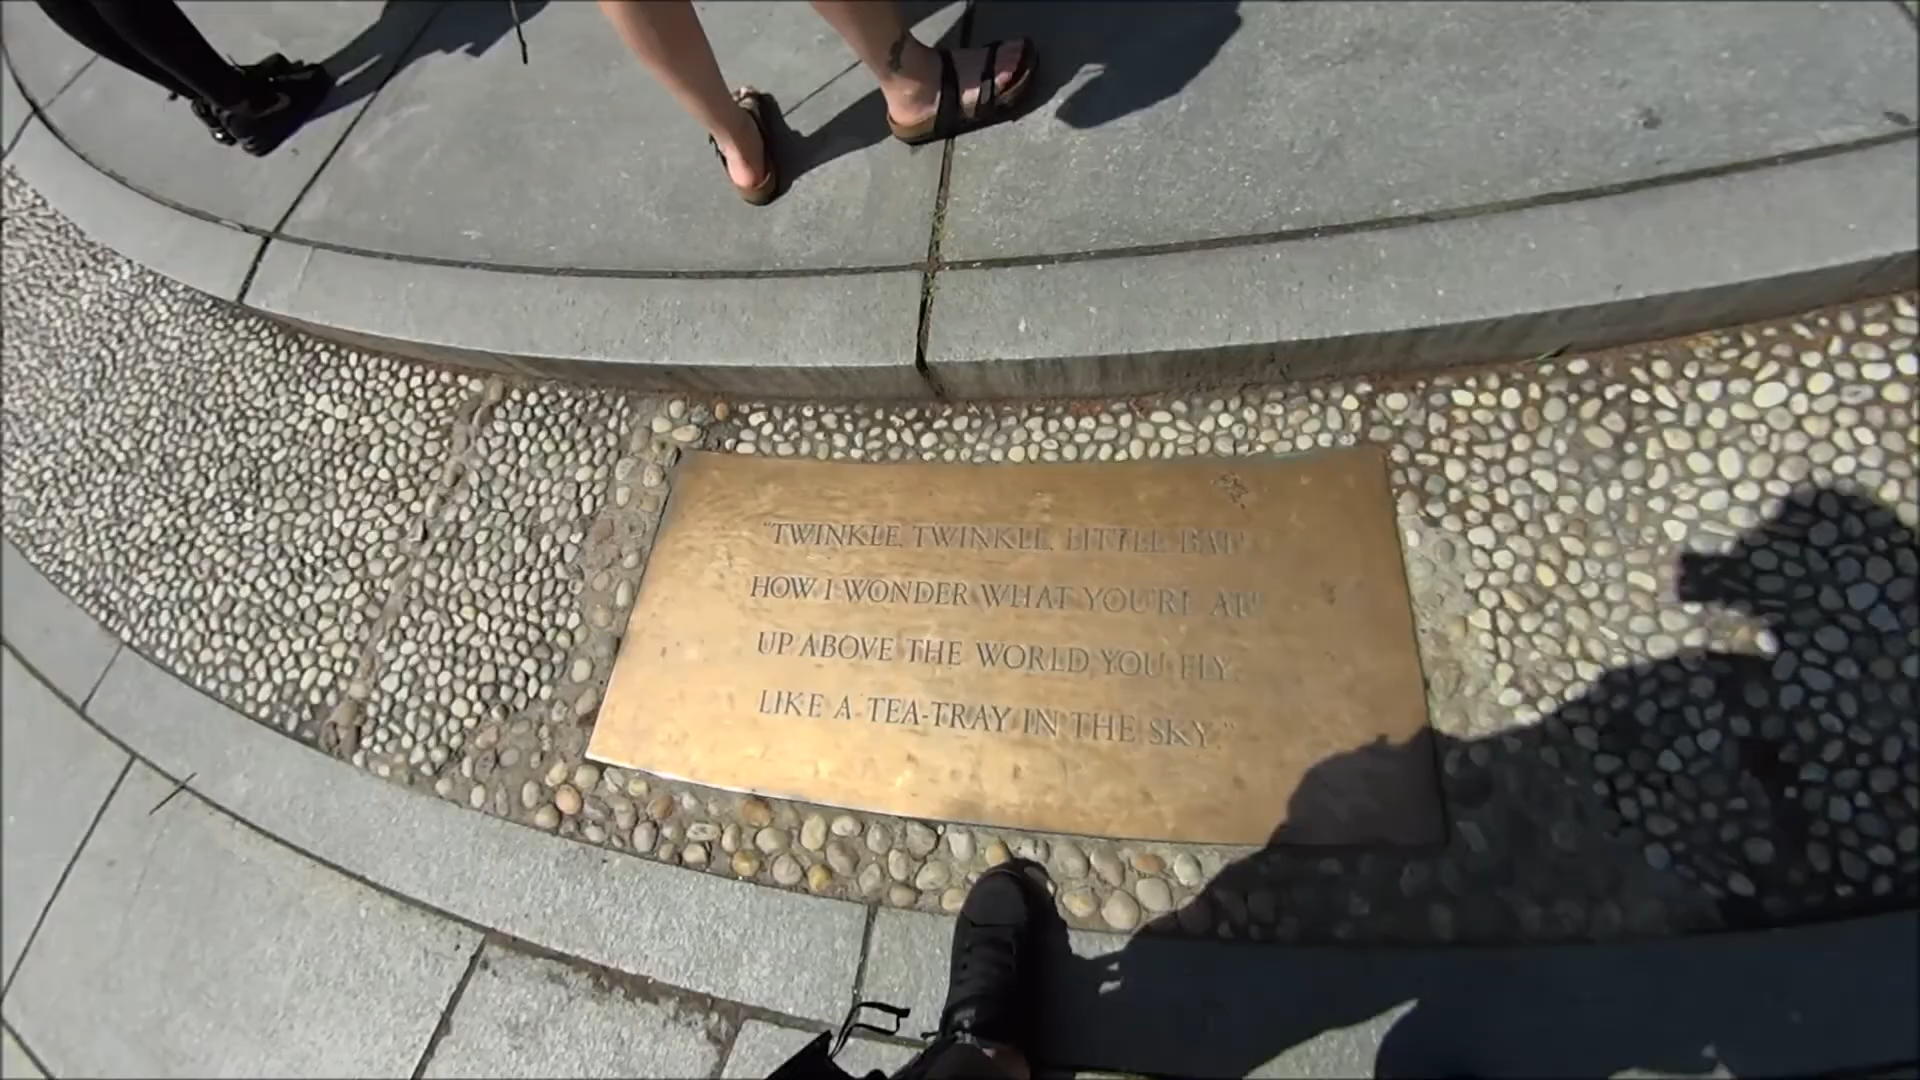 "TWINKLE, TWINKLE, LITTLE BAT!
HOW I WONDER WHAT YOU'RE AT!
UP ABOVE THE WORLD YOU FLY,
LIKE A TEA-TRAY IN THE SKY."